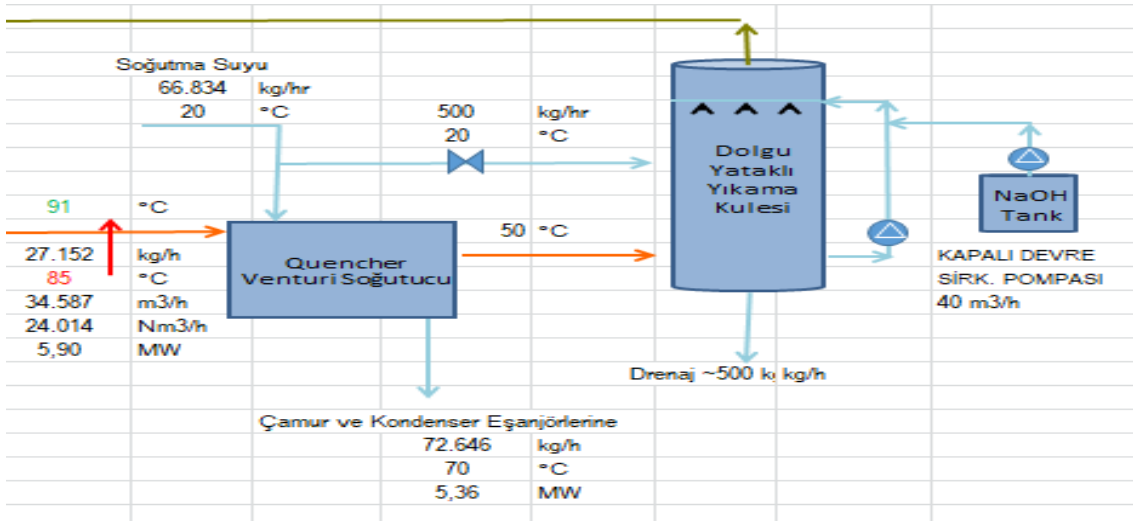 Soğutma Suyu
66.834 kg/hr
20 °C
500 kg/hr
20 °C
Dolgu
Yataklı
Yıkama
Kulesi
NaOH
Tank
91 °C
27.152 kg/h
85 °C
34.587 m3/h
24.014 Nm3/h
5,90 MW
Quencher
Venturi Soğutucu
50 °C
KAPALI DEVRE
SİRK. POMPASI
40 m3/h
Drenaj ~500 k kg/h
Çamur ve Kondenser Eşanjörlerine
72.646 kg/h
70 °C
5,36 MW